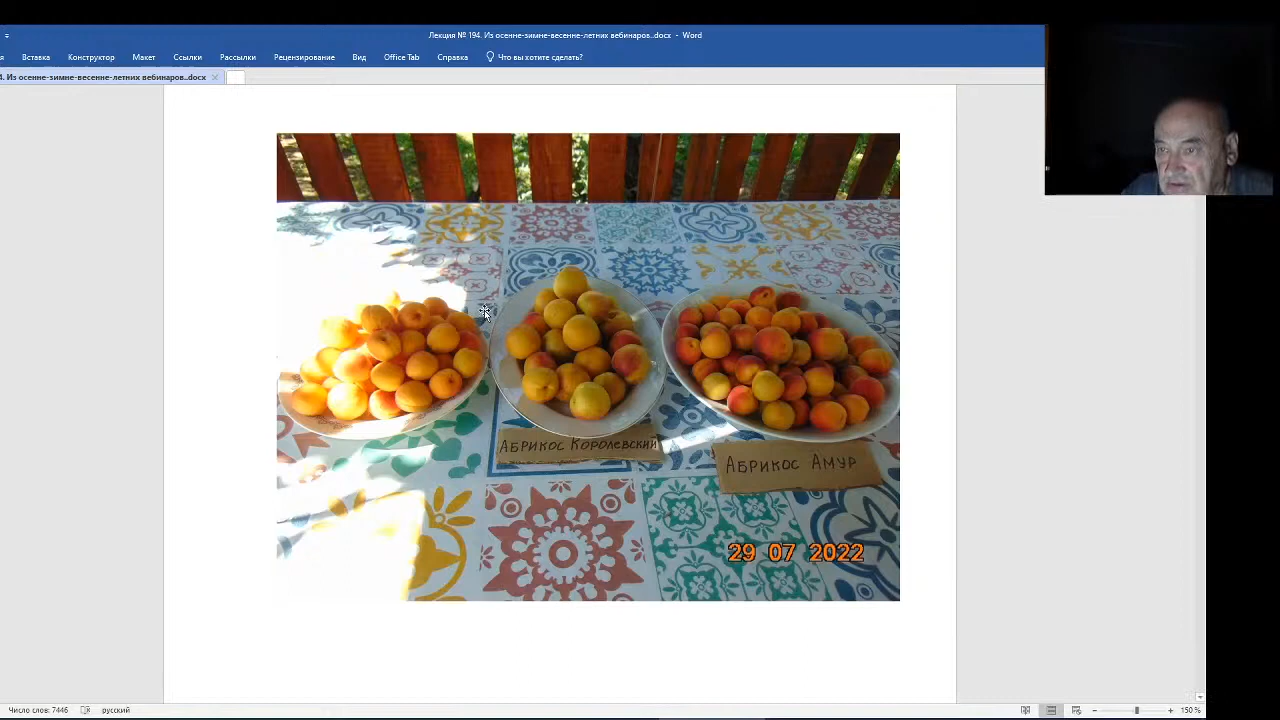 Лекция № 194. Из осенне-зимне-весенне-летних вебинаров..docx - Word
я Вставка Конструктор Макет Ссылки Рассылки Рецензирование Вид Office Tab Справка Что вы хотите сделать?
4. Из осенне-зимне-весенне-летних вебинаров..docx
Абрикос Королевский
Абрикос Амур
29 07 2022
Число слов: 7446 русский 150 %